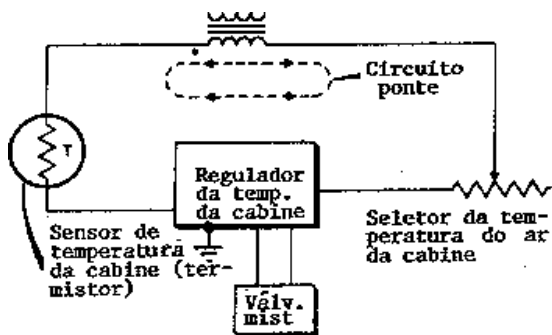 Circuito
ponte
T
Regulador
da temp.
da cabine
Sensor de
temperatura
da cabine (ter-
mistor)
Seletor da tem-
peratura do ar
da cabine
Válv.
mist